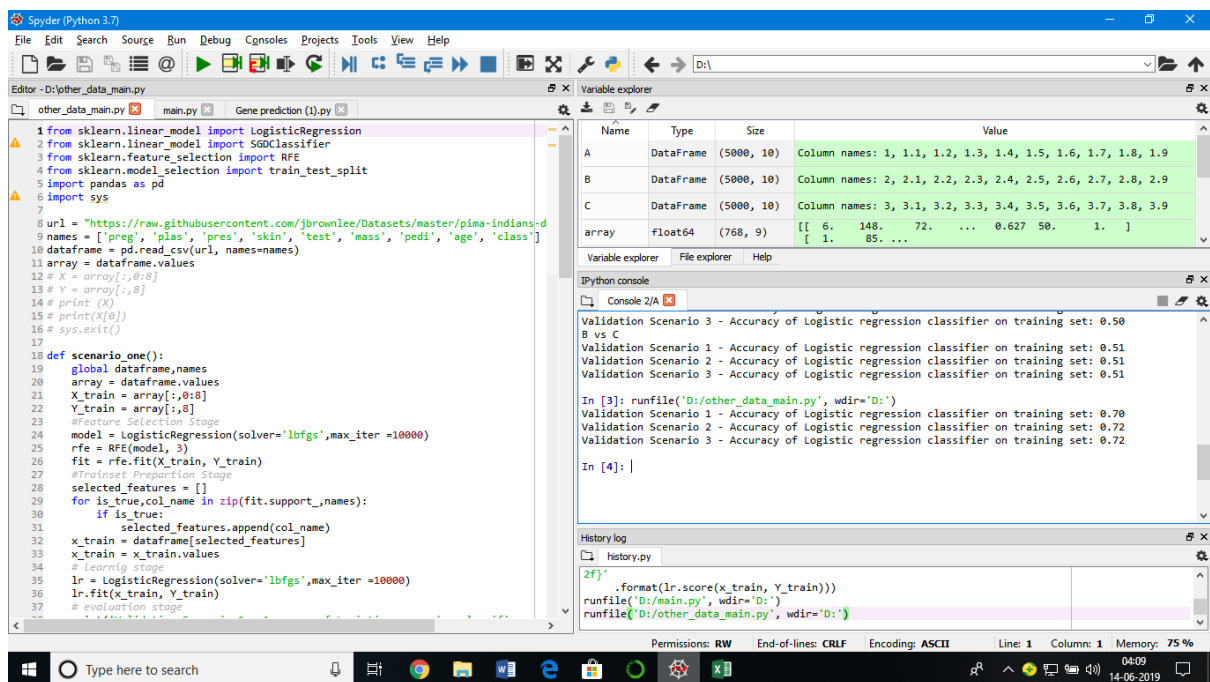 Spyder (Python 3.7)
File Edit Search Source Run Debug Consoles Projects Tools View Help
D:\
Editor - D:\other_data_main.py
other_data_main.py main.py Gene prediction (1).py
1 from sklearn.linear_model import LogisticRegression
2 from sklearn.linear_model import SGDClassifier
3 from sklearn.feature_selection import RFE
4 from sklearn.model_selection import train_test_split
5 import pandas as pd
6 import sys
7
8 url = "https://raw.githubusercontent.com/jbrownlee/Datasets/master/pima-indians-d
9 names = ['preg', 'plas', 'pres', 'skin', 'test', 'mass', 'pedi', 'age', 'class']
10 dataframe = pd.read_csv(url, names=names)
11 array = dataframe.values
12 # X = array[:,0:8]
13 # Y = array[:,8]
14 # print (X)
15 # print(X[0])
16 # sys.exit()
17
18 def scenario_one():
19     global dataframe,names
20     array = dataframe.values
21     X_train = array[:,0:8]
22     Y_train = array[:,8]
23     #Feature Selection Stage
24     model = LogisticRegression(solver='lbfgs',max_iter =10000)
25     rfe = RFE(model, 3)
26     fit = rfe.fit(X_train, Y_train)
27     #Trainset Prepartion Stage
28     selected_features = []
29     for is_true,col_name in zip(fit.support_,names):
30         if is_true:
31             selected_features.append(col_name)
32     x_train = dataframe[selected_features]
33     x_train = x_train.values
34     # learnig stage
35     lr = LogisticRegression(solver='lbfgs',max_iter =10000)
36     lr.fit(x_train, Y_train)
37     # evaluation stage
Variable explorer
Name Type Size Value
A DataFrame (5000, 10) Column names: 1, 1.1, 1.2, 1.3, 1.4, 1.5, 1.6, 1.7, 1.8, 1.9
B DataFrame (5000, 10) Column names: 2, 2.1, 2.2, 2.3, 2.4, 2.5, 2.6, 2.7, 2.8, 2.9
C DataFrame (5000, 10) Column names: 3, 3.1, 3.2, 3.3, 3.4, 3.5, 3.6, 3.7, 3.8, 3.9
array float64 (768, 9) [[ 6. 148. 72. ... 0.627 50. 1. ]
[ 1. 85. ...
Variable explorer File explorer Help
IPython console
Console 2/A
Validation Scenario 3 - Accuracy of Logistic regression classifier on training set: 0.50
B vs C
Validation Scenario 1 - Accuracy of Logistic regression classifier on training set: 0.51
Validation Scenario 2 - Accuracy of Logistic regression classifier on training set: 0.51
Validation Scenario 3 - Accuracy of Logistic regression classifier on training set: 0.51
In [3]: runfile('D:/other_data_main.py', wdir='D:')
Validation Scenario 1 - Accuracy of Logistic regression classifier on training set: 0.70
Validation Scenario 2 - Accuracy of Logistic regression classifier on training set: 0.72
Validation Scenario 3 - Accuracy of Logistic regression classifier on training set: 0.72
In [4]:
History log
history.py
2f}'
.format(lr.score(x_train, Y_train)))
runfile('D:/main.py', wdir='D:')
runfile('D:/other_data_main.py', wdir='D:')
Permissions: RW End-of-lines: CRLF Encoding: ASCII Line: 1 Column: 1 Memory: 75 %
Type here to search
04:09
14-06-2019